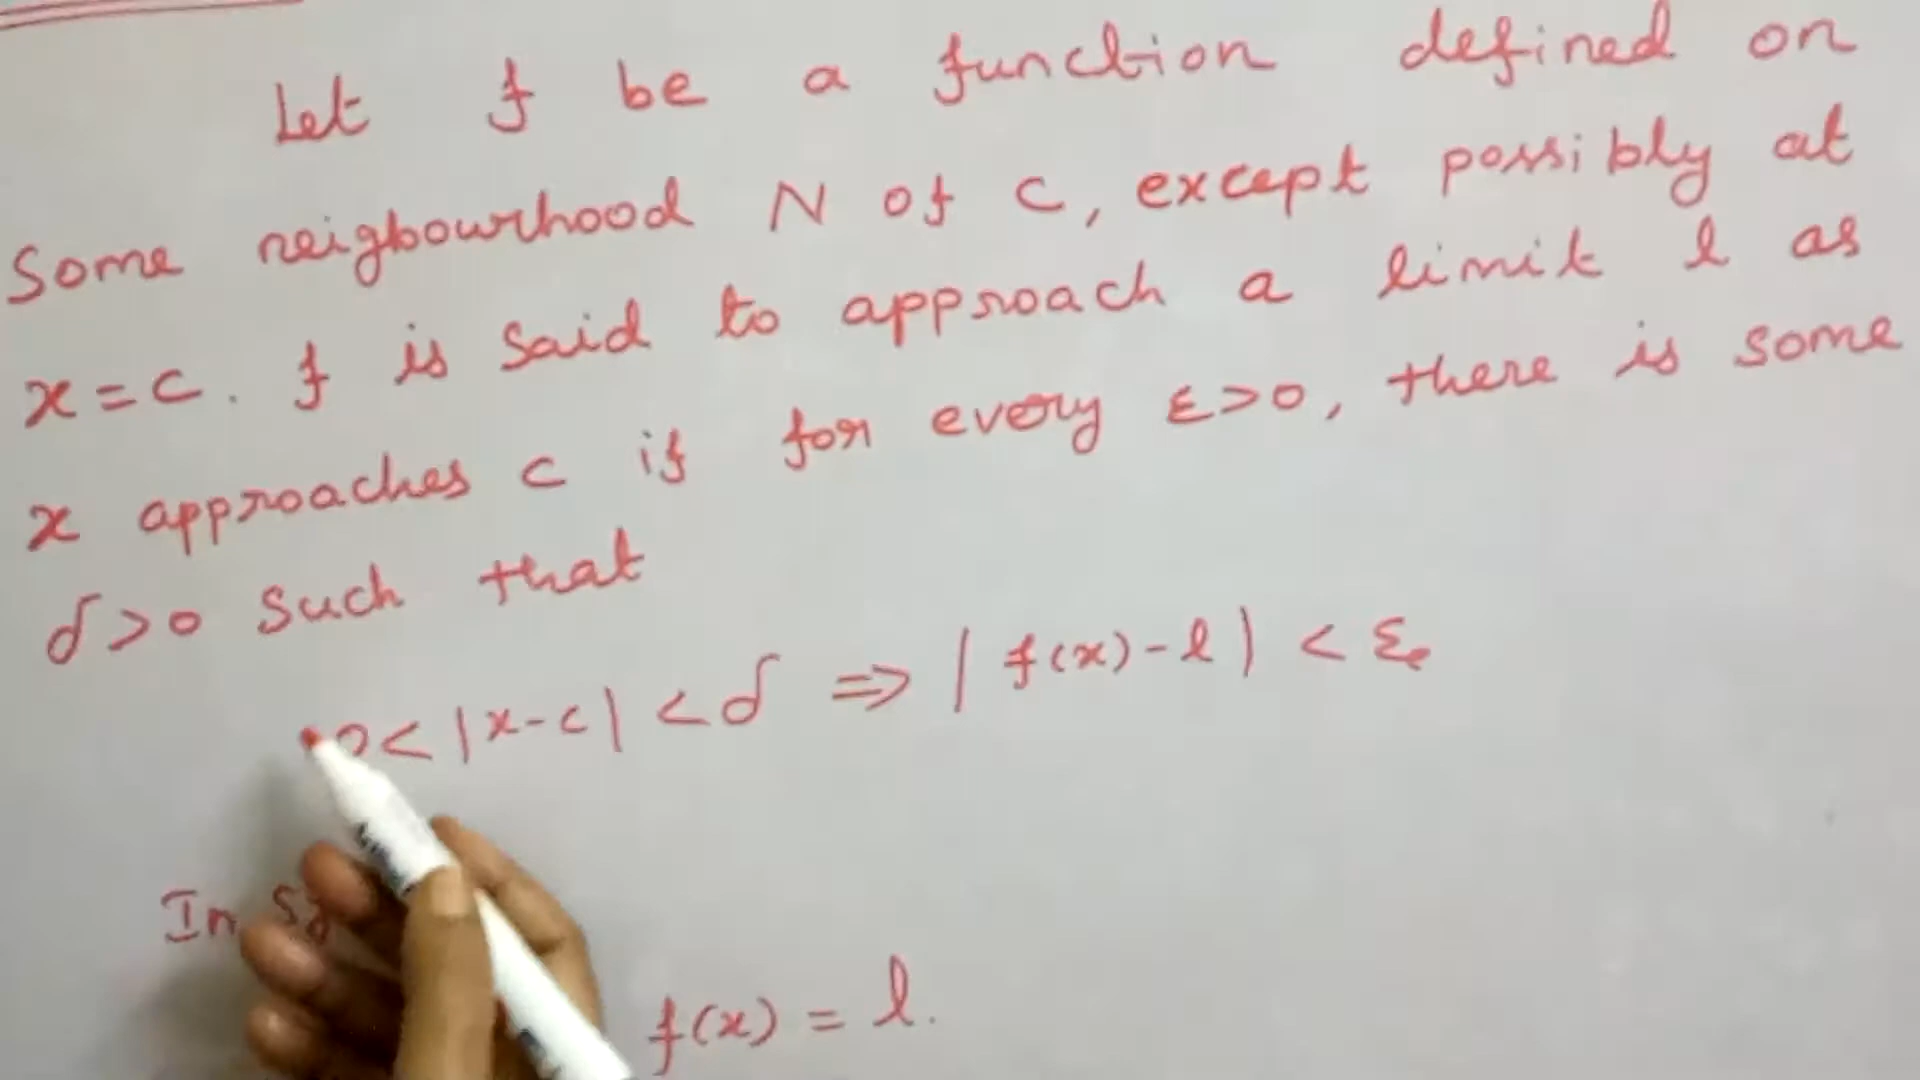 Let f be a function defined on
Some neigbourhood N of C, except possibly at
x=c. f is said to approach a limit l as
x approaches c if for every ε>0, there is some
δ>0 such that
0<|x-c| <δ ⇒ |f(x)-l| < ε
In
f(x) = l.